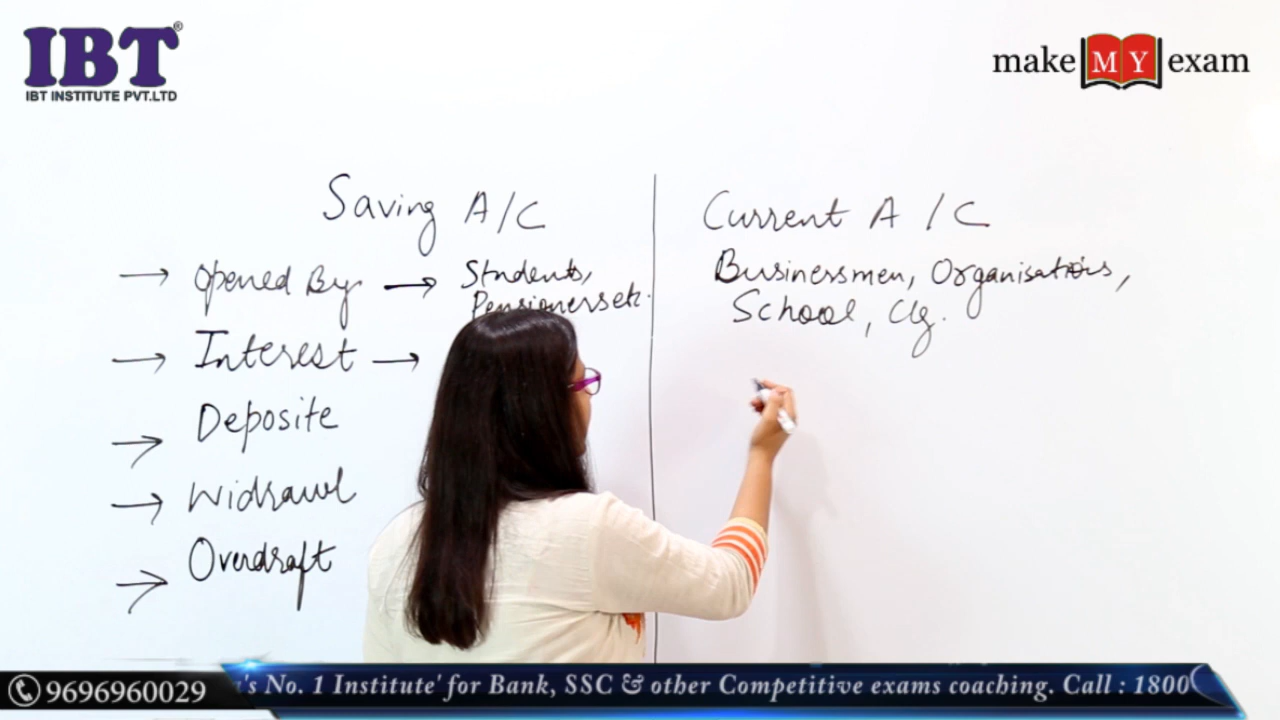 IBT®
IBT INSTITUTE PVT.LTD
make MY exam
Saving A/C
Current A/C
→ Opened By → Students,
Pensioners etc.
Businessmen, Organisations,
School, Clg.
→ Interest →
→ Deposite
→ Widrawl
→ Overdraft
9696960029
a's No. 1 Institute' for Bank, SSC & other Competitive exams coaching. Call : 1800